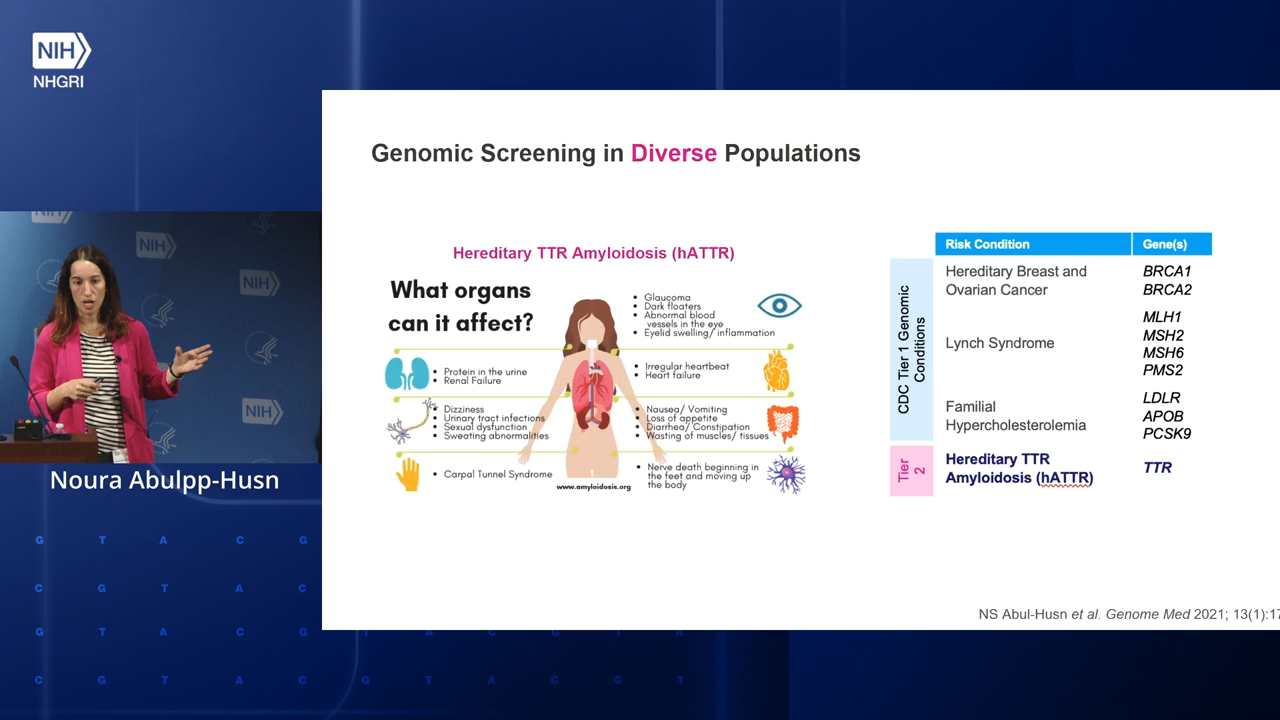 NIH
NHGRI
Genomic Screening in Diverse Populations
Hereditary TTR Amyloidosis (hATTR)
What organs
can it affect?
Glaucoma
Dark floaters
Abnormal blood
vessels in the eye
Eyelid swelling/ inflammation
Protein in the urine
Renal Failure
Irregular heartbeat
Heart failure
Dizziness
Urinary tract infections
Sexual dysfunction
Sweating abnormalities
Nausea/ Vomiting
Loss of appetite
Diarrhea/ Constipation
Wasting of muscles/ tissues
Carpal Tunnel Syndrome
Nerve death beginning in
the feet and moving up
the body
www.amyloidosis.org
Risk Condition Gene(s)
CDC Tier 1 Genomic
Conditions
Hereditary Breast and
Ovarian Cancer
BRCA1
BRCA2
Lynch Syndrome
MLH1
MSH2
MSH6
PMS2
Familial
Hypercholesterolemia
LDLR
APOB
PCSK9
Tier
2
Hereditary TTR
Amyloidosis (hATTR)
TTR
NS Abul-Husn et al. Genome Med 2021; 13(1):17
NIH
NIH
NIH
NIH
Noura Abulpp-Husn
G T A C G
C G T A C
G T A C G T A C G T A
C G T A C G T A C G T